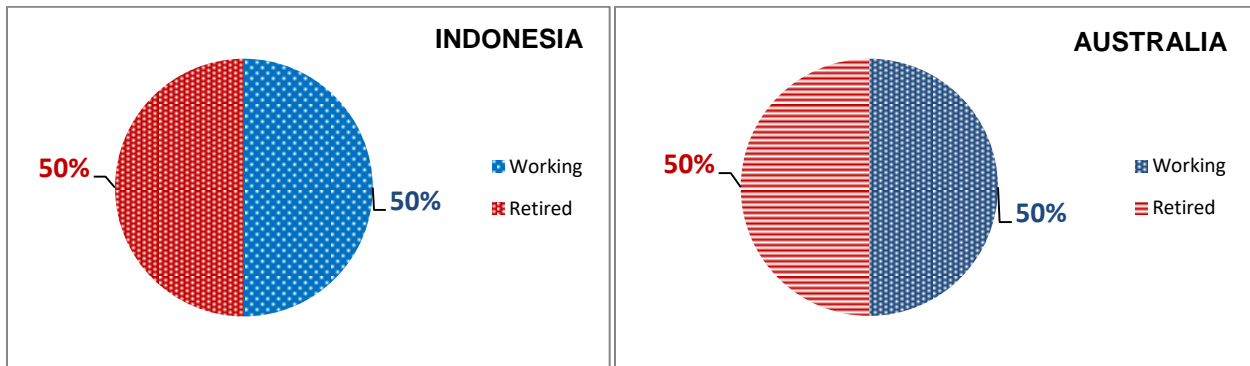 INDONESIA
50%
50%
Working
Retired
AUSTRALIA
50%
50%
Working
Retired